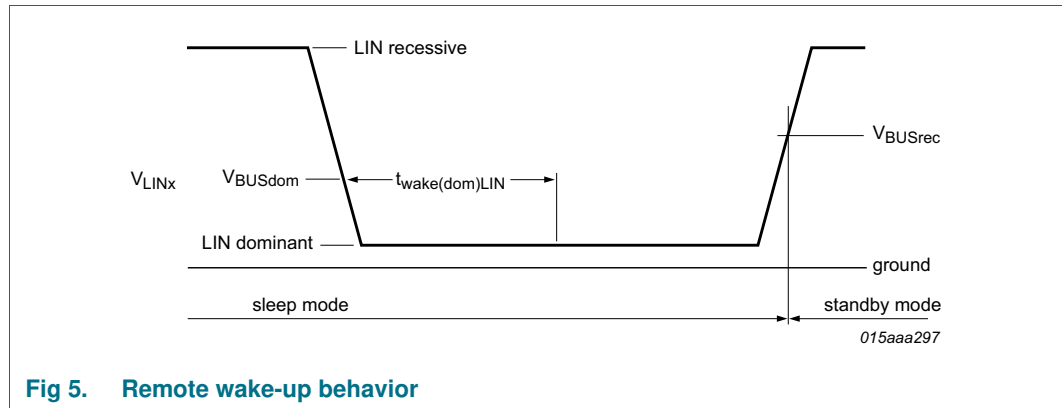 LIN recessive
V_BUSrec
V_LINx
V_BUSdom
t_wake(dom)LIN
LIN dominant
ground
sleep mode
standby mode
015aaa297
Fig 5. Remote wake-up behavior